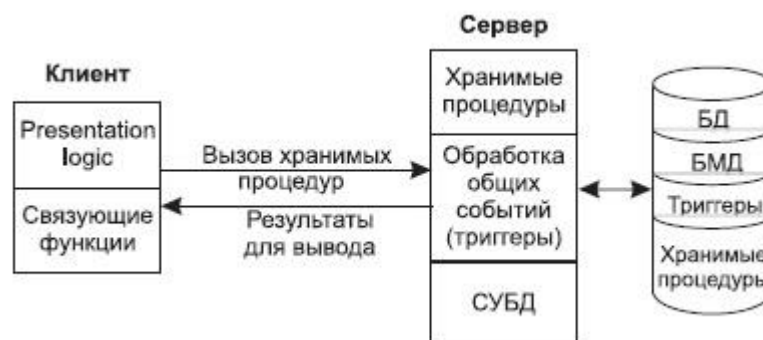 Клиент
Presentation
logic
Связующие
функции
Вызов хранимых
процедур
Результаты
для вывода
Сервер
Хранимые
процедуры
Обработка
общих
событий
(триггеры)
СУБД
БД
БМД
Триггеры
Хранимые
процедуры